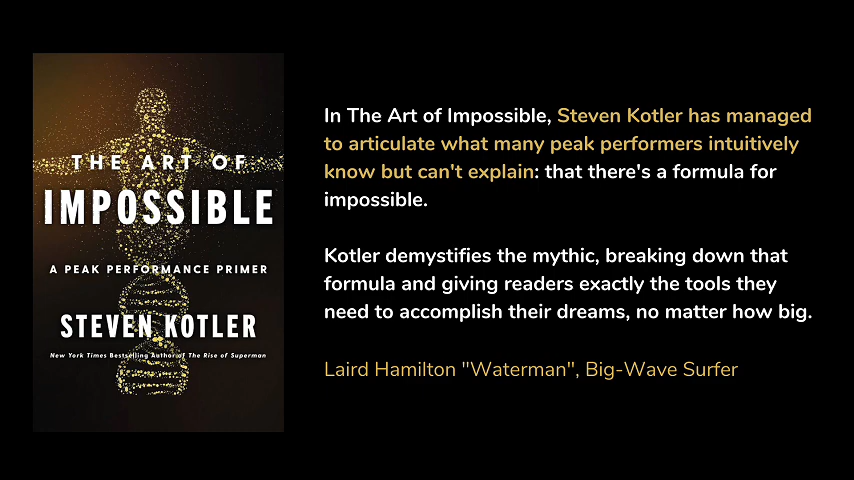 THE ART OF
IMPOSSIBLE
A PEAK PERFORMANCE PRIMER
STEVEN KOTLER
New York Times Bestselling Author of The Rise of Superman
In The Art of Impossible, Steven Kotler has managed
to articulate what many peak performers intuitively
know but can't explain: that there's a formula for
impossible.
Kotler demystifies the mythic, breaking down that
formula and giving readers exactly the tools they
need to accomplish their dreams, no matter how big.
Laird Hamilton "Waterman", Big-Wave Surfer